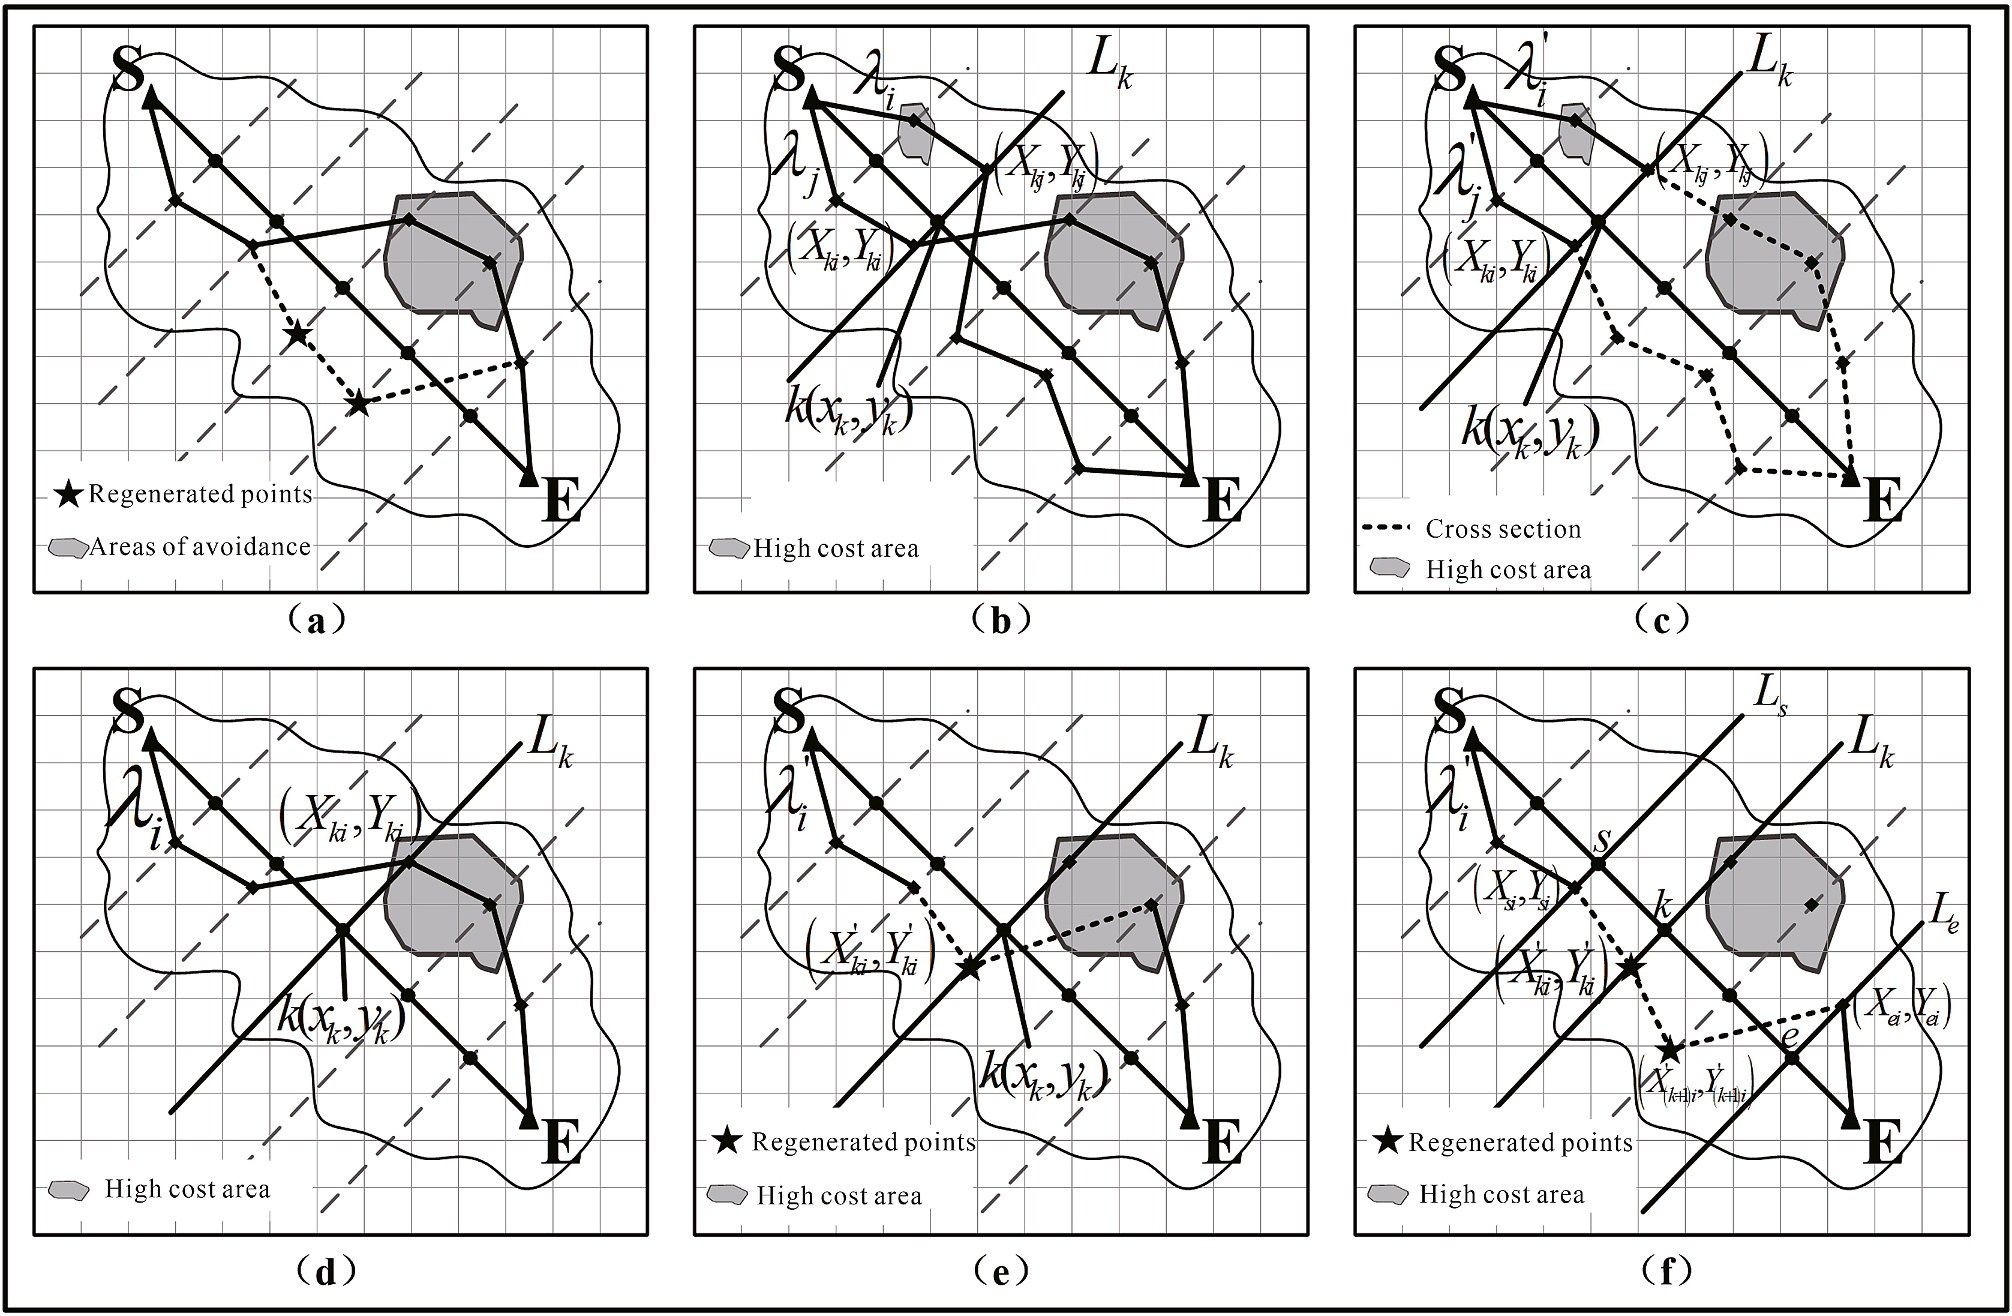 S
E
★ Regenerated points
Areas of avoidance
(a)
S
λi
Lk
λj
(Xkj,Ykj)
(Xki,Yki)
k(xk,yk)
E
High cost area
(b)
S
λ'i
Lk
λ'j
(Xkj,Ykj)
(Xki,Yki)
k(xk,yk)
E
Cross section
High cost area
(c)
S
Lk
λi
(Xki,Yki)
k(xk,yk)
E
High cost area
(d)
S
Lk
λ'i
(X'ki,Y'ki)
k(xk,yk)
E
★ Regenerated points
High cost area
(e)
S
Ls
Lk
λ'i
s
(Xsi,Ysi)
k
Le
(X'ki,Y'ki)
(Xei,Yei)
e
(X'(k+1)i,Y'(k+1)i)
E
★ Regenerated points
High cost area
(f)